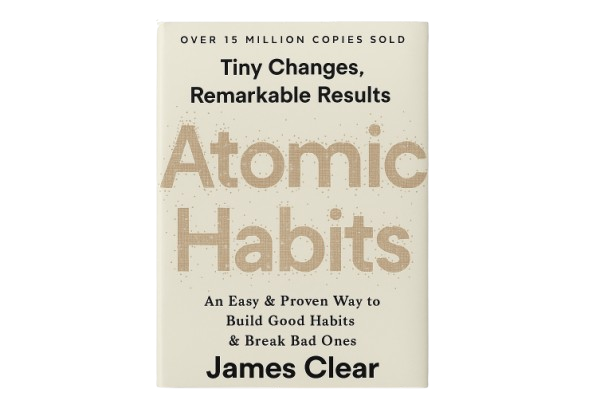 OVER 15 MILLION COPIES SOLD
Tiny Changes,
Remarkable Results
Atomic
Habits
An Easy & Proven Way to
Build Good Habits
& Break Bad Ones
James Clear